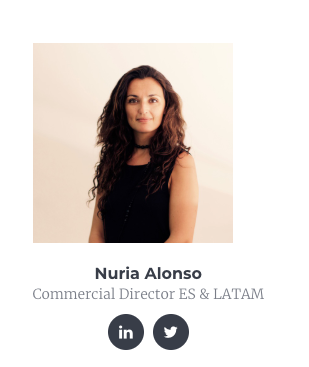 Nuria Alonso
Commercial Director ES & LATAM
in